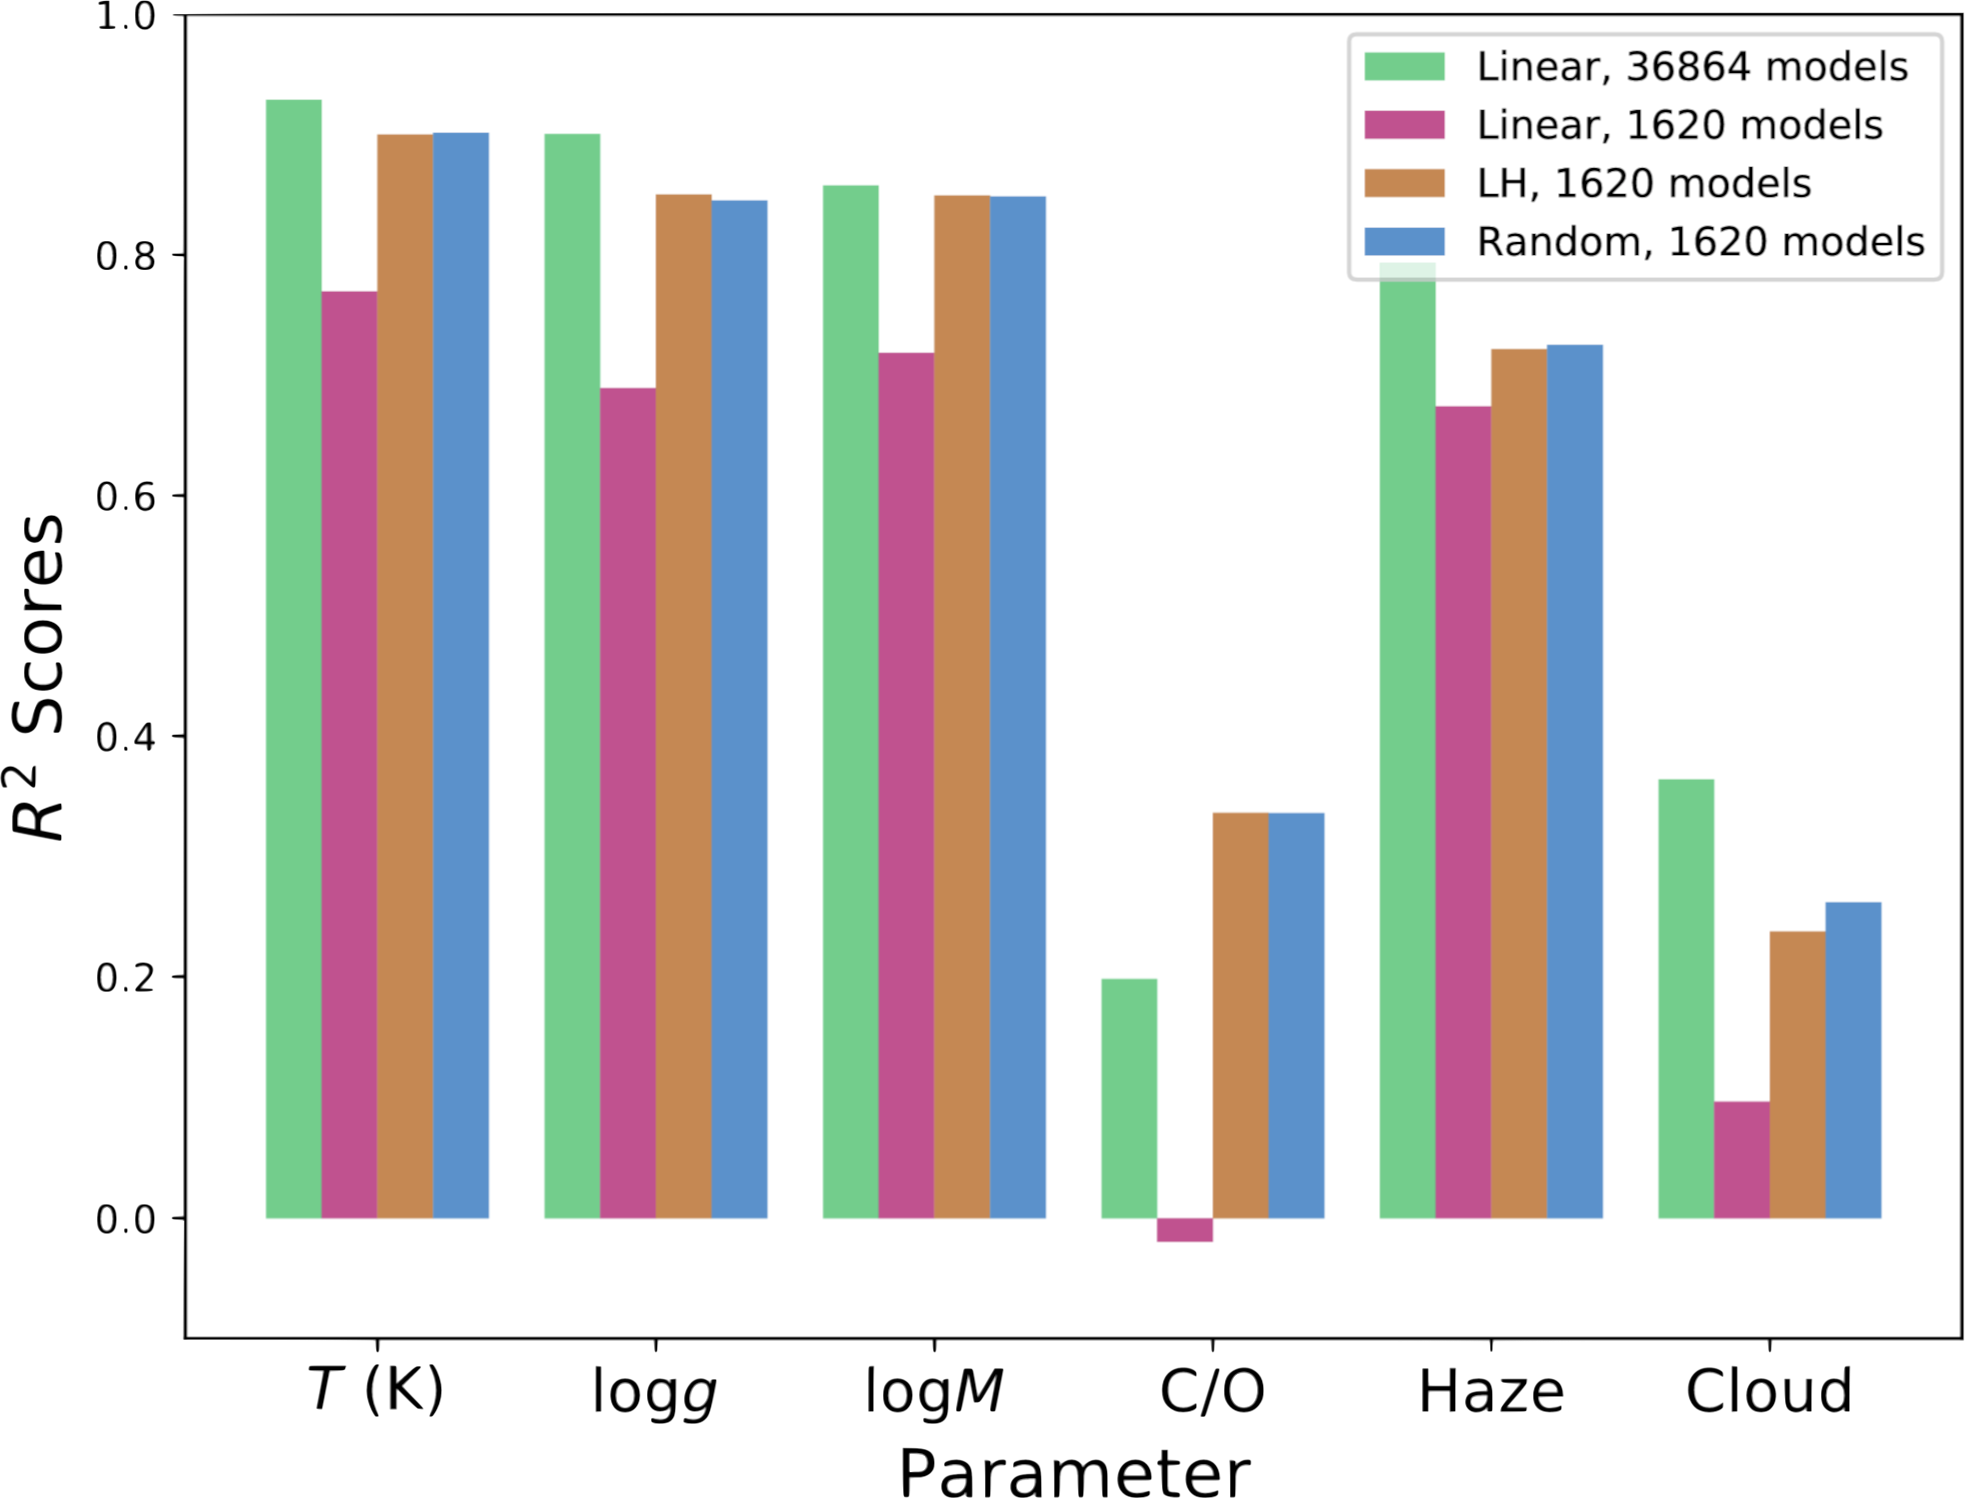 1.0
0.8
0.6
0.4
0.2
0.0
R² Scores
Linear, 36864 models
Linear, 1620 models
LH, 1620 models
Random, 1620 models
T (K)
logg
logM
C/O
Haze
Cloud
Parameter